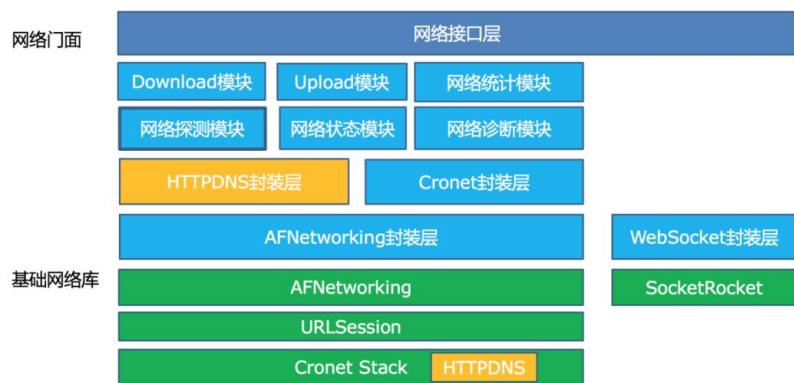 网络门面
网络接口层
Download模块
Upload模块
网络统计模块
网络探测模块
网络状态模块
网络诊断模块
HTTPDNS封装层
Cronet封装层
AFNetworking封装层
WebSocket封装层
基础网络库
AFNetworking
SocketRocket
URLSession
Cronet Stack
HTTPDNS